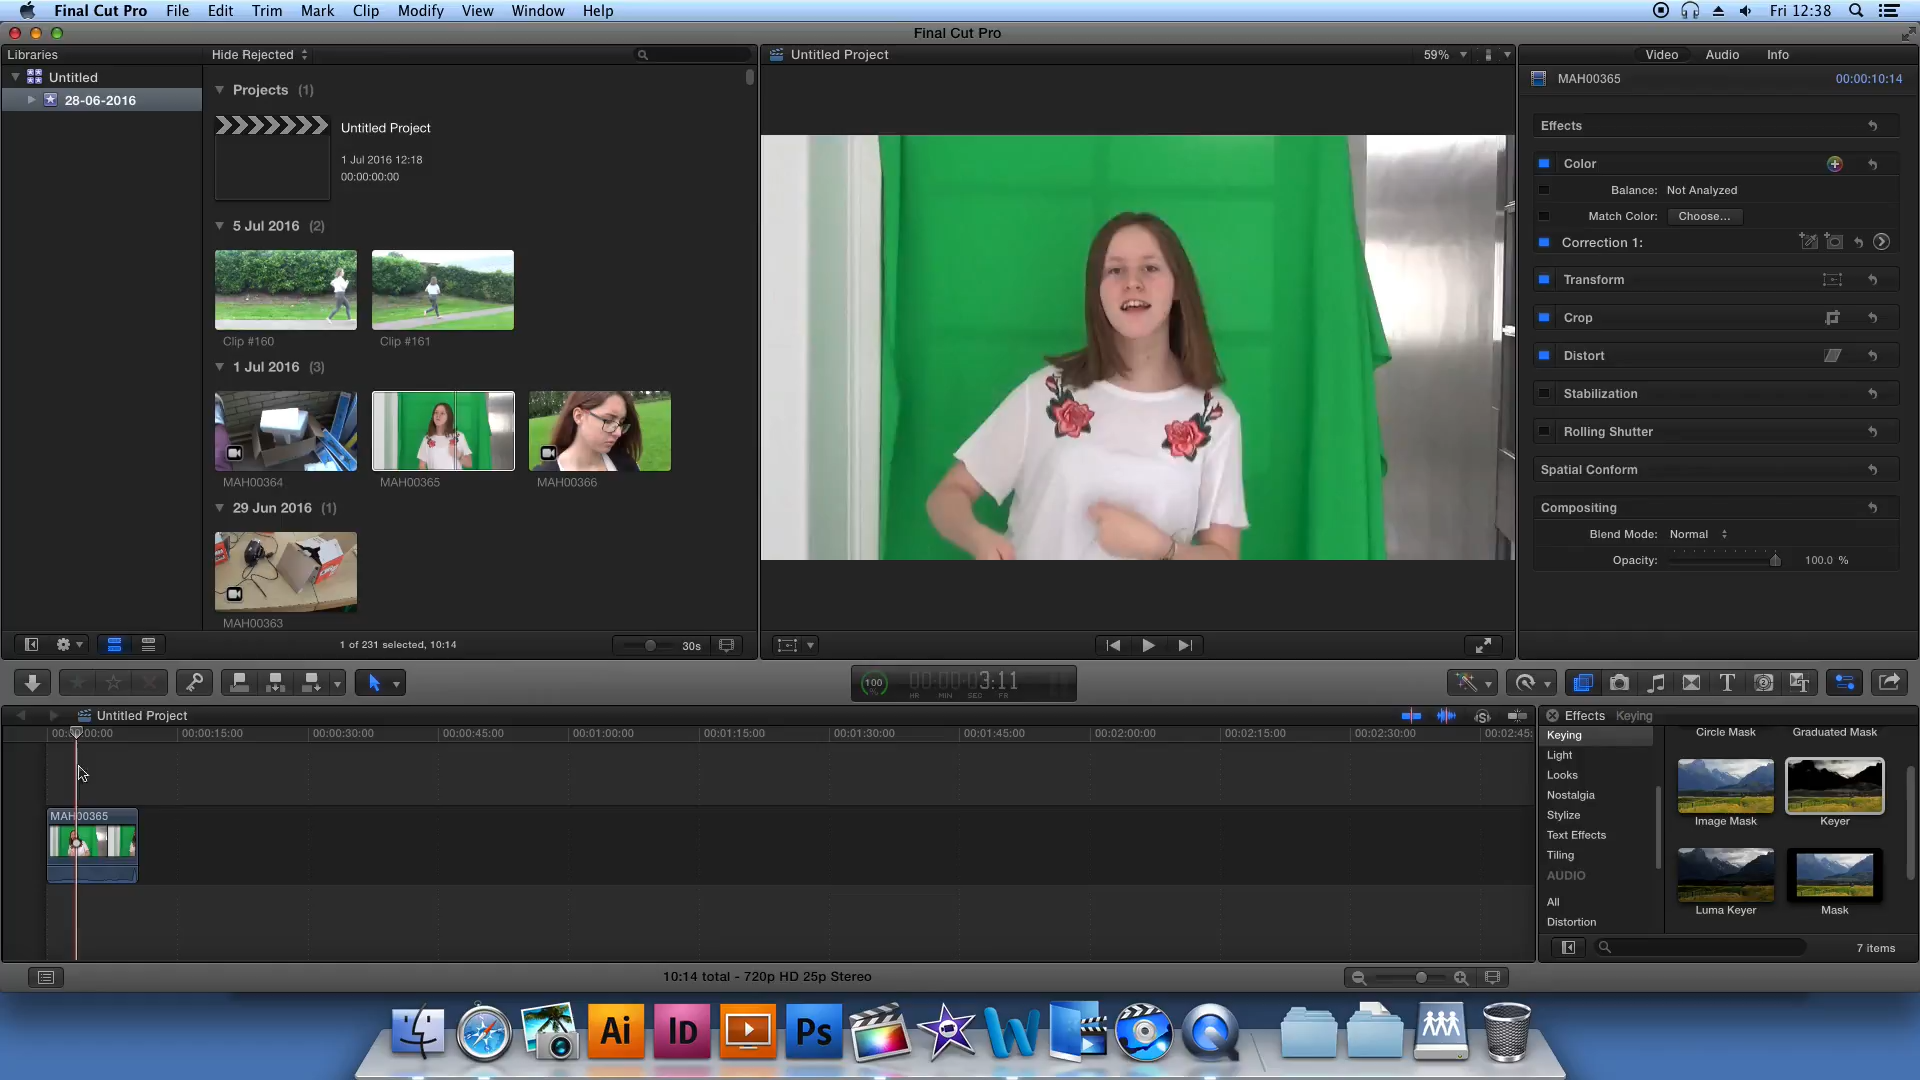 Final Cut Pro File Edit Trim Mark Clip Modify View Window Help Fri 12:38
Final Cut Pro
Libraries Hide Rejected Untitled Project 59% Video Audio Info
Untitled
28-06-2016
Projects (1)
Untitled Project
1 Jul 2016 12:18
00:00:00:00
5 Jul 2016 (2)
Clip #160 Clip #161
1 Jul 2016 (3)
MAH00364 MAH00365 MAH00366
29 Jun 2016 (1)
MAH00363
1 of 231 selected, 10:14 30s
MAH00365 00:00:10:14
Effects
Color
Balance: Not Analyzed
Match Color: Choose...
Correction 1:
Transform
Crop
Distort
Stabilization
Rolling Shutter
Spatial Conform
Compositing
Blend Mode: Normal
Opacity: 100.0 %
100 % 3:11
HR MIN SEC FR
Untitled Project
00:00:15:00 00:00:30:00 00:00:45:00 00:01:00:00 00:01:15:00 00:01:30:00 00:01:45:00 00:02:00:00 00:02:15:00 00:02:30:00 00:02:45:
MAH00365
Effects Keying
Keying
Light
Looks
Nostalgia
Stylize
Text Effects
Tiling
AUDIO
All
Distortion
Circle Mask Graduated Mask
Image Mask Keyer
Luma Keyer Mask
7 items
10:14 total - 720p HD 25p Stereo
Ai Id Ps W